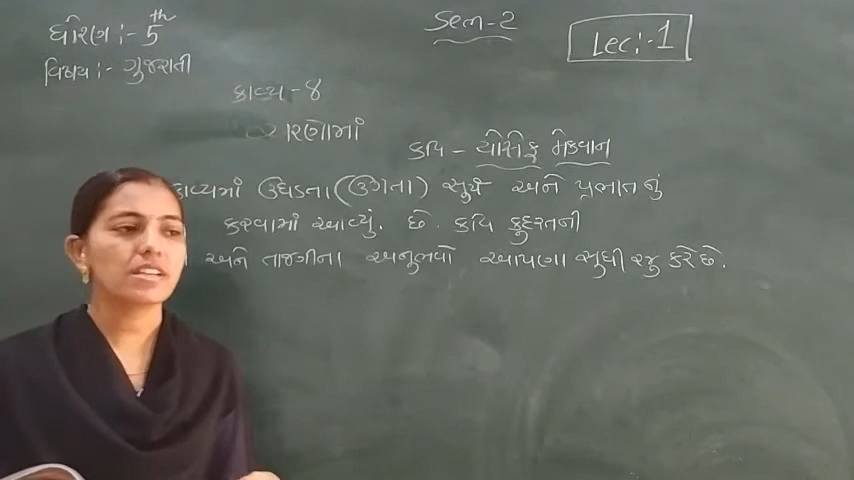 ધોરણ :- 5th
Sem-2
Lec:-1
વિષય :- ગુજરાતી
કાવ્ય - 8
બારણામાં
કવિ - યોસેફ મેકવાન
કાવ્યમાં ઉઘડતા (ઉગતા) સૂર્ય અને પ્રભાતનું
કરવામાં આવ્યું. છે. કવિ કુદરતની
અને તાજગીના અનુભવો આપણા સુધી રજુ કરે છે.